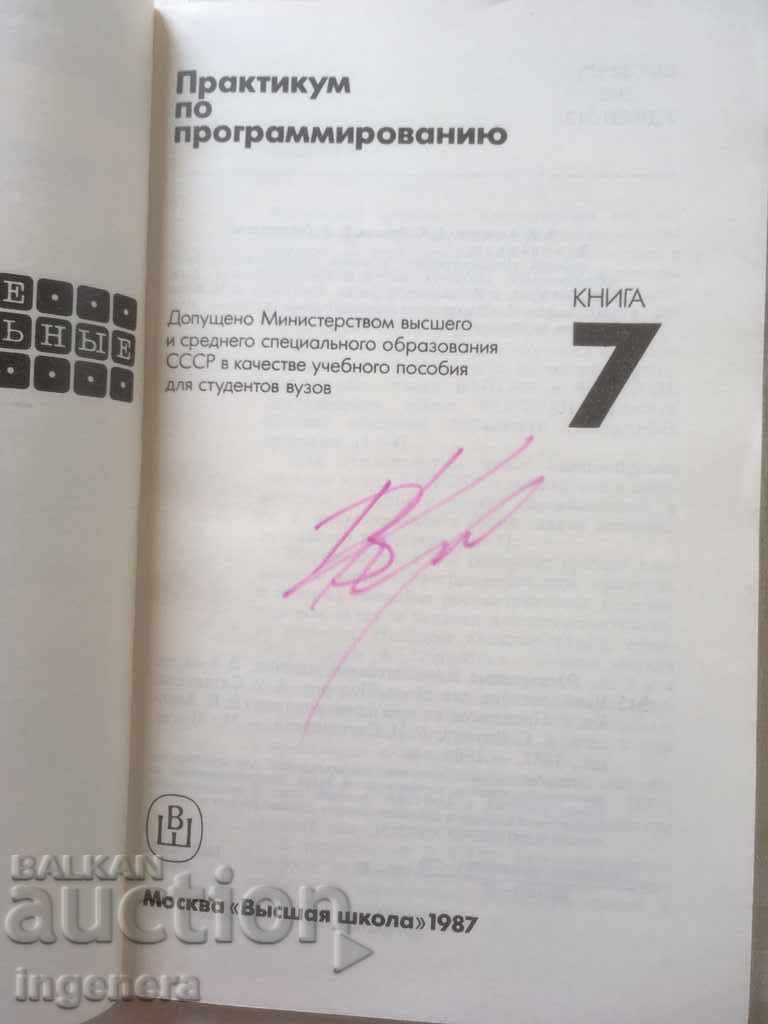 Практикум
по
программированию
Е
ЬНЫЕ
КНИГА
7
Допущено Министерством высшего
и среднего специального образования
СССР в качестве учебного пособия
для студентов вузов
ВШ
Москва «Высшая школа» 1987
BALKAN
auction
ingenera